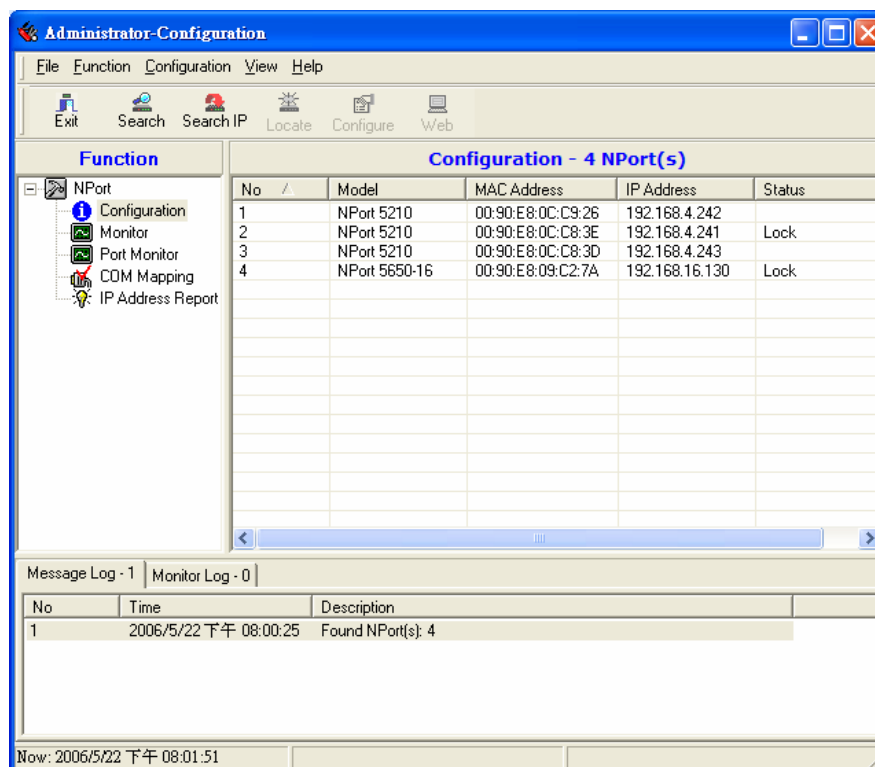 Administrator-Configuration
File Function Configuration View Help
Exit Search Search IP Locate Configure Web
Function
Configuration - 4 NPort(s)
NPort
Configuration
Monitor
Port Monitor
COM Mapping
IP Address Report
No Model MAC Address IP Address Status
1 NPort 5210 00:90:E8:0C:C9:26 192.168.4.242
2 NPort 5210 00:90:E8:0C:C8:3E 192.168.4.241 Lock
3 NPort 5210 00:90:E8:0C:C8:3D 192.168.4.243
4 NPort 5650-16 00:90:E8:09:C2:7A 192.168.16.130 Lock
Message Log - 1 Monitor Log - 0
No Time Description
1 2006/5/22 下午 08:00:25 Found NPort(s): 4
Now: 2006/5/22 下午 08:01:51